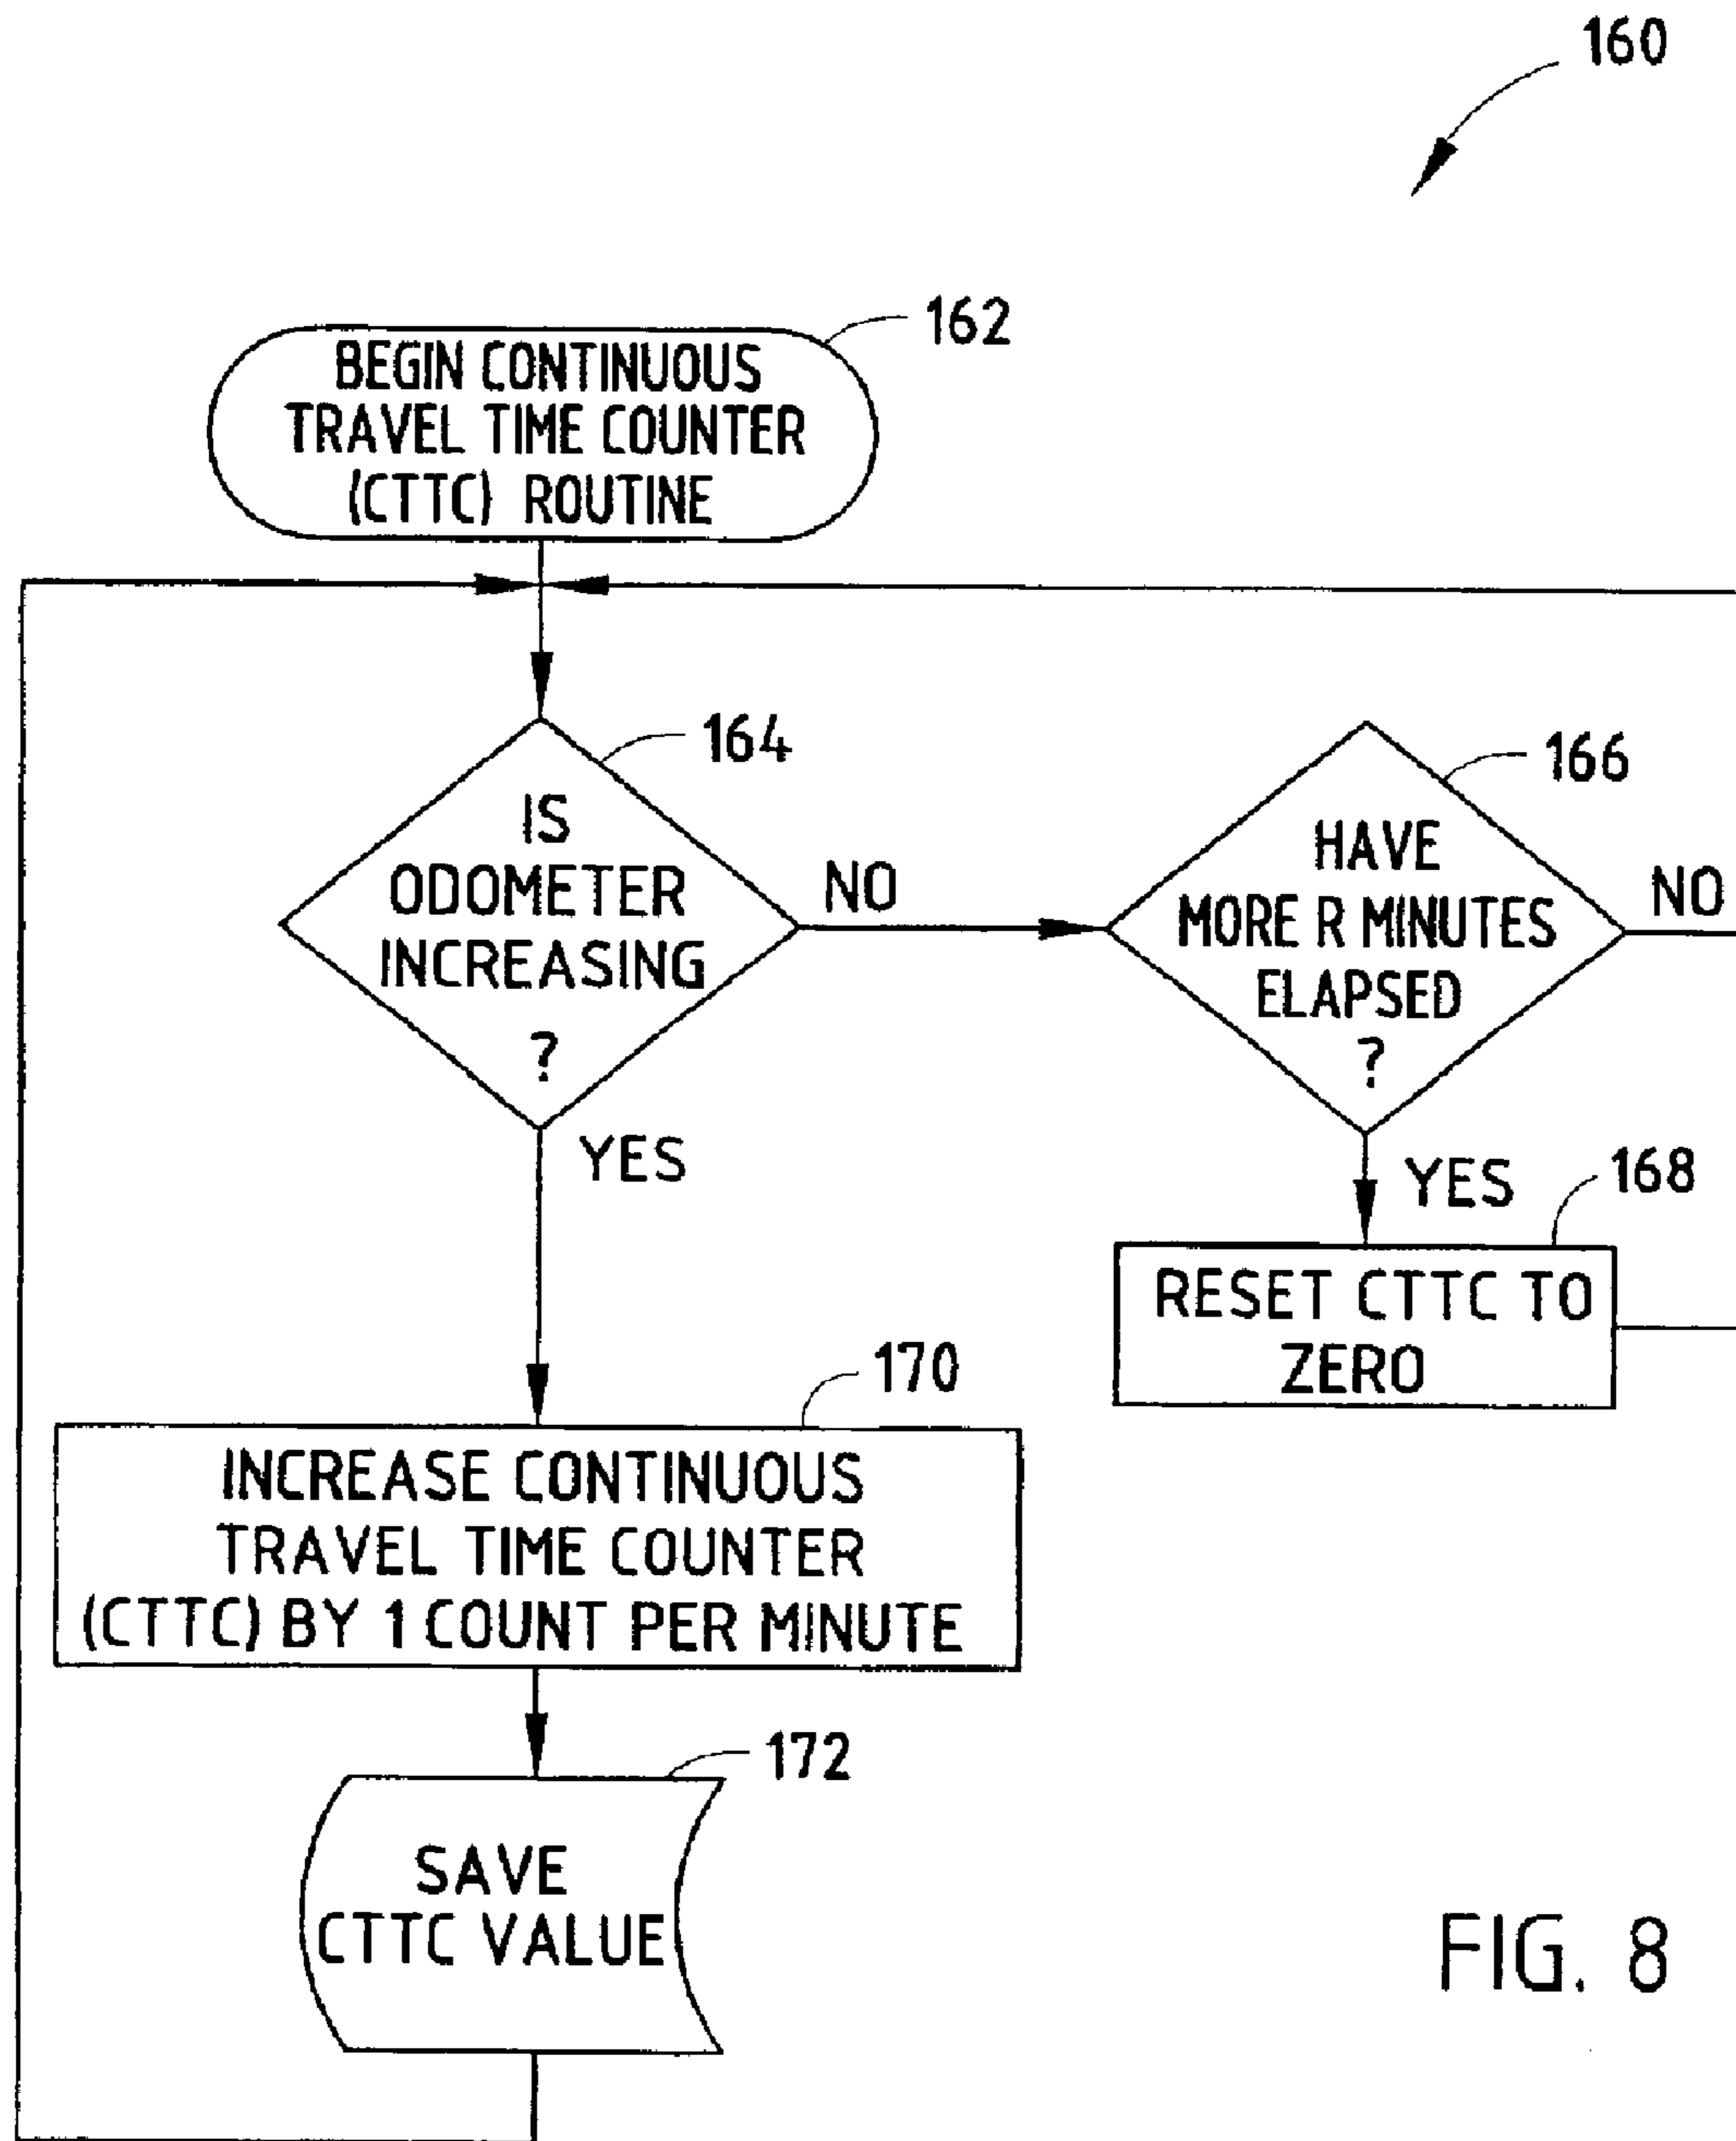 160
162
BEGIN CONTINUOUS
TRAVEL TIME COUNTER
(CTTC) ROUTINE
164
IS
ODOMETER
INCREASING
?
NO
YES
166
HAVE
MORE R MINUTES
ELAPSED
?
NO
YES
168
RESET CTTC TO
ZERO
170
INCREASE CONTINUOUS
TRAVEL TIME COUNTER
(CTTC) BY 1 COUNT PER MINUTE
172
SAVE
CTTC VALUE
FIG. 8